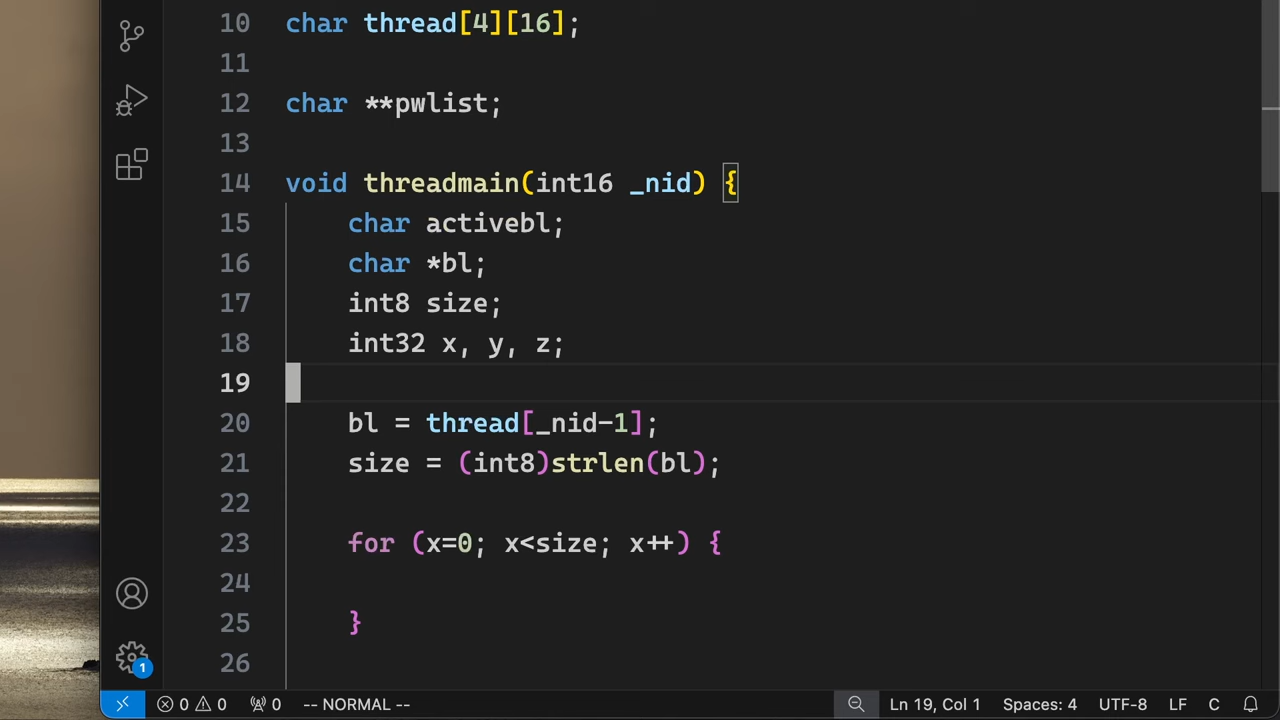 10 char thread[4][16];
11
12 char **pwlist;
13
14 void threadmain(int16 _nid) {
15     char activebl;
16     char *bl;
17     int8 size;
18     int32 x, y, z;
19
20     bl = thread[_nid-1];
21     size = (int8)strlen(bl);
22
23     for (x=0; x<size; x++) {
24
25     }
26
1
0 0 0 -- NORMAL -- Ln 19, Col 1 Spaces: 4 UTF-8 LF C